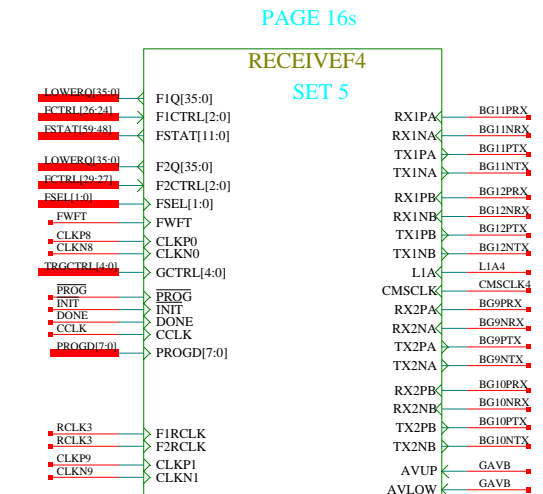 PAGE 16s
RECEIVEF4
SET 5
LOWERQ[35:0] F1Q[35:0]
FCTRL[26:24] F1CTRL[2:0] RX1PA BG11PRX
FSTAT[59:48] FSTAT[11:0] RX1NA BG11NRX
TX1PA BG11PTX
LOWERQ[35:0] F2Q[35:0] TX1NA BG11NTX
FCTRL[29:27] F2CTRL[2:0]
FSEL[1:0] FSEL[1:0] RX1PB BG12PRX
FWFT FWFT RX1NB BG12NRX
CLKP8 CLKP0 TX1PB BG12PTX
CLKN8 CLKN0 TX1NB BG12NTX
TRGCTRL[4:0] GCTRL[4:0] L1A L1A4
PROG PROG CMSCLK CMSCLK4
INIT INIT RX2PA BG9PRX
DONE DONE RX2NA BG9NRX
CCLK CCLK TX2PA BG9PTX
PROGD[7:0] PROGD[7:0] TX2NA BG9NTX
RX2PB BG10PRX
RX2NB BG10NRX
RCLK3 F1RCLK TX2PB BG10PTX
RCLK3 F2RCLK TX2NB BG10NTX
CLKP9 CLKP1 AVUP GAVB
CLKN9 CLKN1 AVLOW GAVB